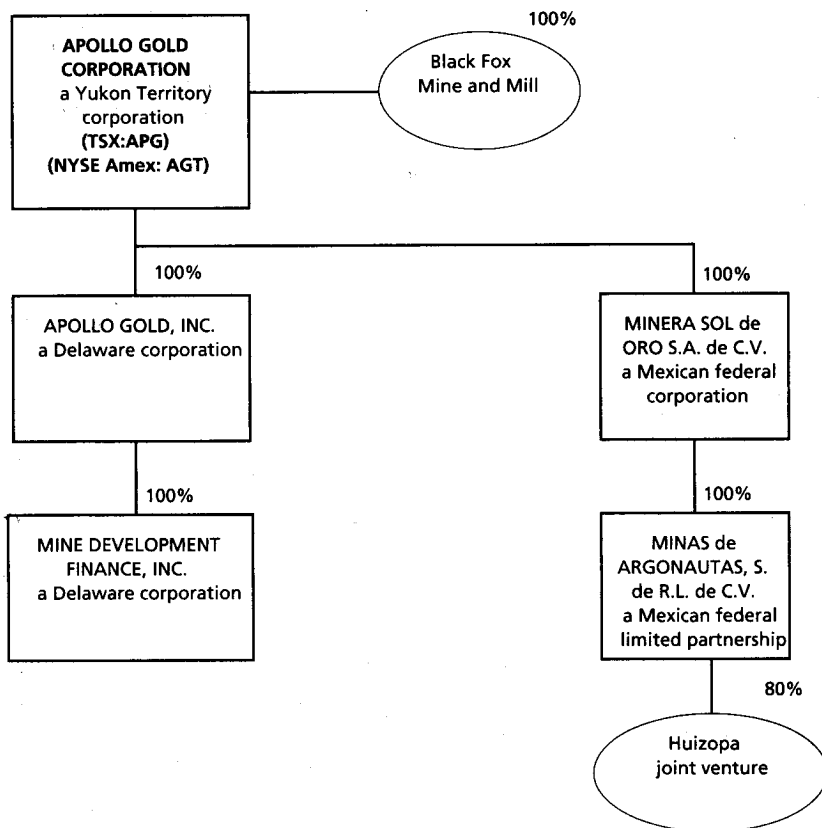 100%
APOLLO GOLD
CORPORATION
a Yukon Territory
corporation
(TSX:APG)
(NYSE Amex: AGT)
Black Fox
Mine and Mill
100%
100%
APOLLO GOLD, INC.
a Delaware corporation
MINERA SOL de
ORO S.A. de C.V.
a Mexican federal
corporation
100%
100%
MINE DEVELOPMENT
FINANCE, INC.
a Delaware corporation
MINAS de
ARGONAUTAS, S.
de R.L. de C.V.
a Mexican federal
limited partnership
80%
Huizopa
joint venture